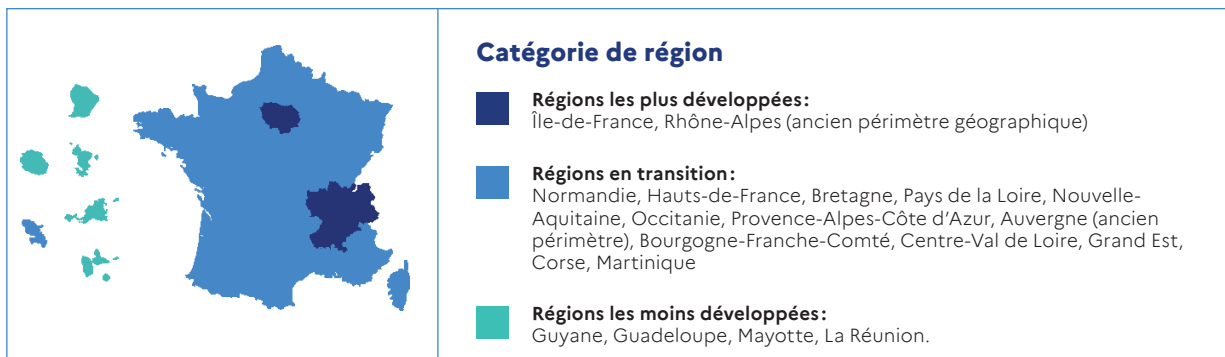 Catégorie de région
Régions les plus développées:
Île-de-France, Rhône-Alpes (ancien périmètre géographique)
Régions en transition:
Normandie, Hauts-de-France, Bretagne, Pays de la Loire, Nouvelle-
Aquitaine, Occitanie, Provence-Alpes-Côte d'Azur, Auvergne (ancien
périmètre), Bourgogne-Franche-Comté, Centre-Val de Loire, Grand Est,
Corse, Martinique
Régions les moins développées:
Guyane, Guadeloupe, Mayotte, La Réunion.